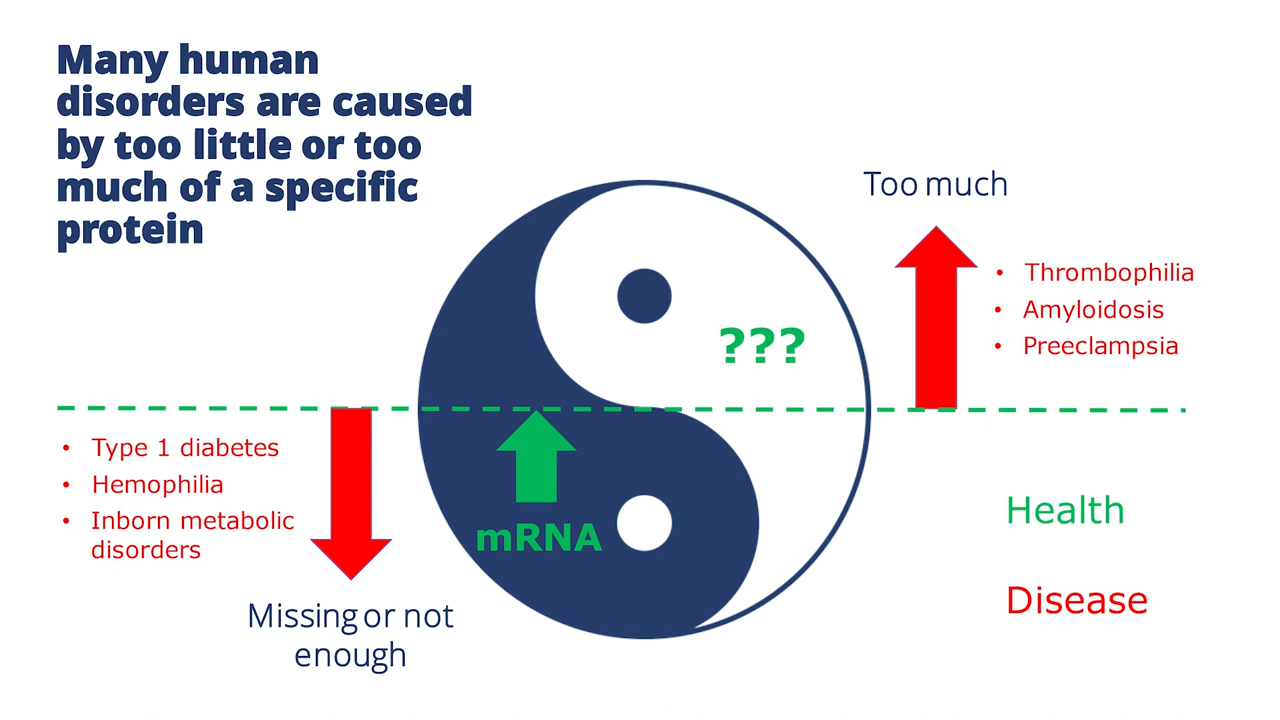 Many human
disorders are caused
by too little or too
much of a specific
protein
Too much
• Thrombophilia
• Amyloidosis
• Preeclampsia
???
• Type 1 diabetes
• Hemophilia
• Inborn metabolic
disorders
mRNA
Missing or not
enough
Health
Disease